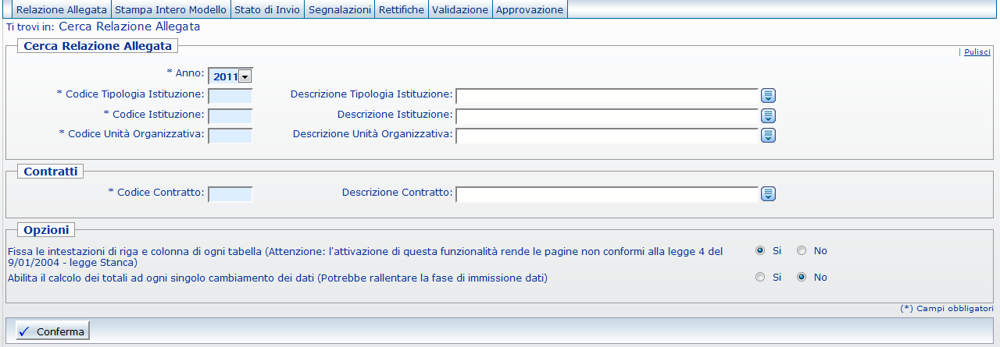 Relazione Allegata Stampa Intero Modello Stato di Invio Segnalazioni Rettifiche Validazione Approvazione
Ti trovi in: Cerca Relazione Allegata
Cerca Relazione Allegata
| Pulisci
* Anno: 2011
* Codice Tipologia Istituzione: Descrizione Tipologia Istituzione:
* Codice Istituzione: Descrizione Istituzione:
* Codice Unità Organizzativa: Descrizione Unità Organizzativa:
Contratti
* Codice Contratto: Descrizione Contratto:
Opzioni
Fissa le intestazioni di riga e colonna di ogni tabella (Attenzione: l'attivazione di questa funzionalità rende le pagine non conformi alla legge 4 del Si No
9/01/2004 - legge Stanca)
Abilita il calcolo dei totali ad ogni singolo cambiamento dei dati (Potrebbe rallentare la fase di immissione dati) Si No
(*) Campi obbligatori
Conferma